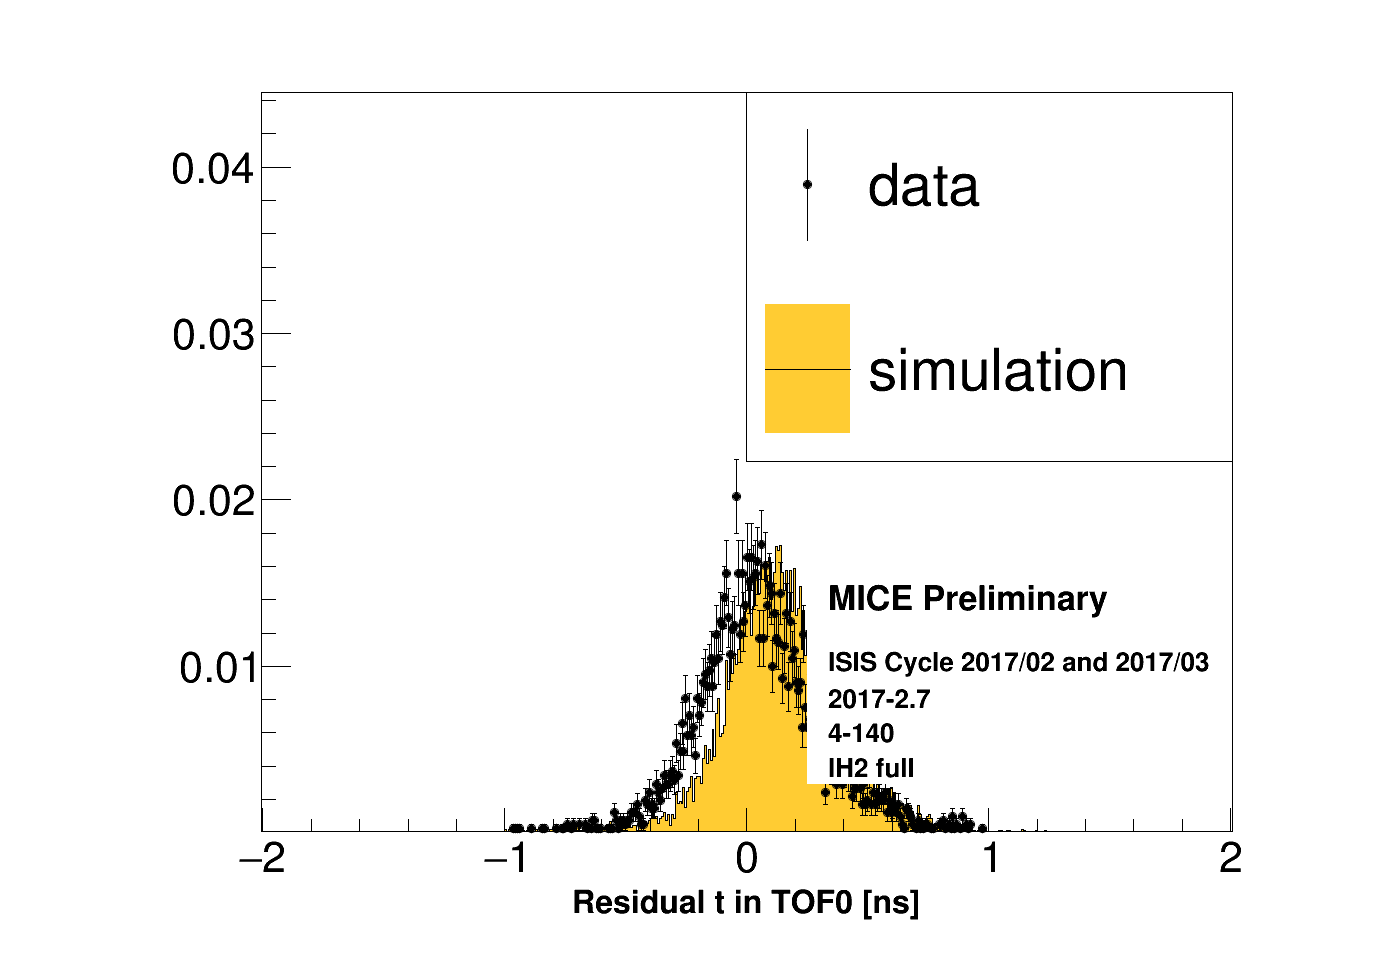 0.04
0.03
0.02
0.01
data
simulation
MICE Preliminary
ISIS Cycle 2017/02 and 2017/03
2017-2.7
4-140
IH2 full
−2 −1 0 1 2
Residual t in TOF0 [ns]